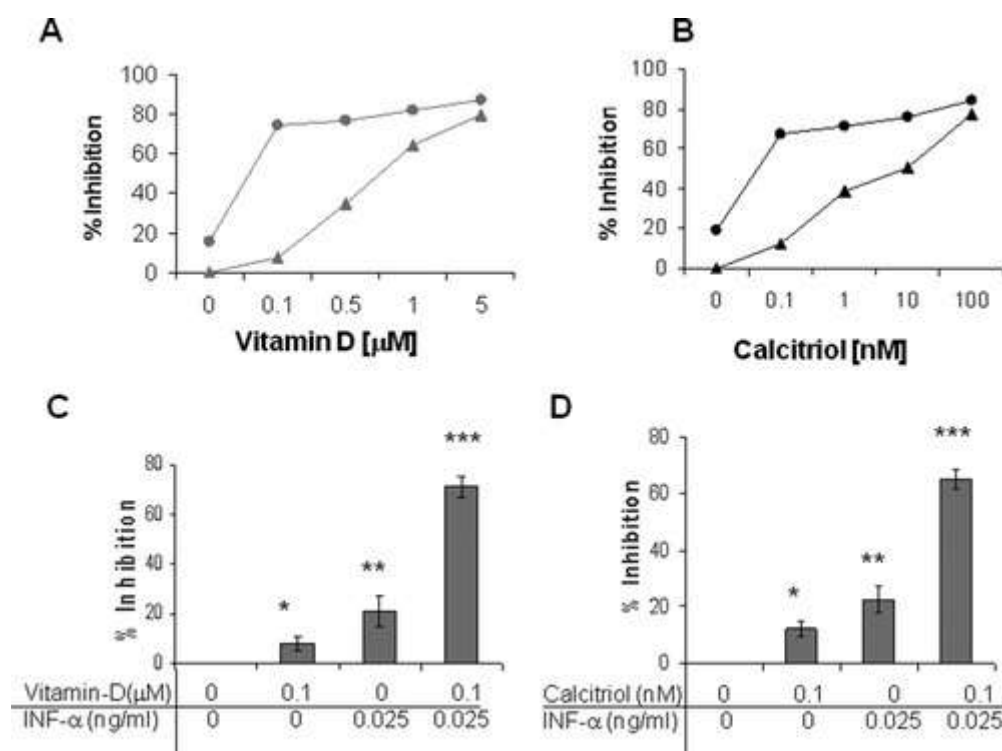 A
% Inhibition
100
80
60
40
20
0
0 0.1 0.5 1 5
Vitamin D [μM]
B
% Inhibition
100
80
60
40
20
0
0 0.1 1 10 100
Calcitriol [nM]
C
% Inhibition
80
60
40
20
0
* ** ***
Vitamin-D(μM) 0 0.1 0 0.1
INF-α(ng/ml) 0 0 0.025 0.025
D
% Inhibition
80
60
40
20
0
* ** ***
Calcitriol (nM) 0 0.1 0 0.1
INF-α(ng/ml) 0 0 0.025 0.025